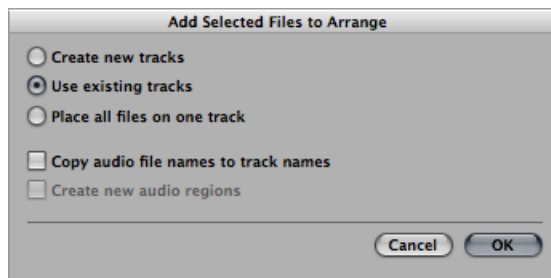 Add Selected Files to Arrange
Create new tracks
Use existing tracks
Place all files on one track
Copy audio file names to track names
Create new audio regions
Cancel OK